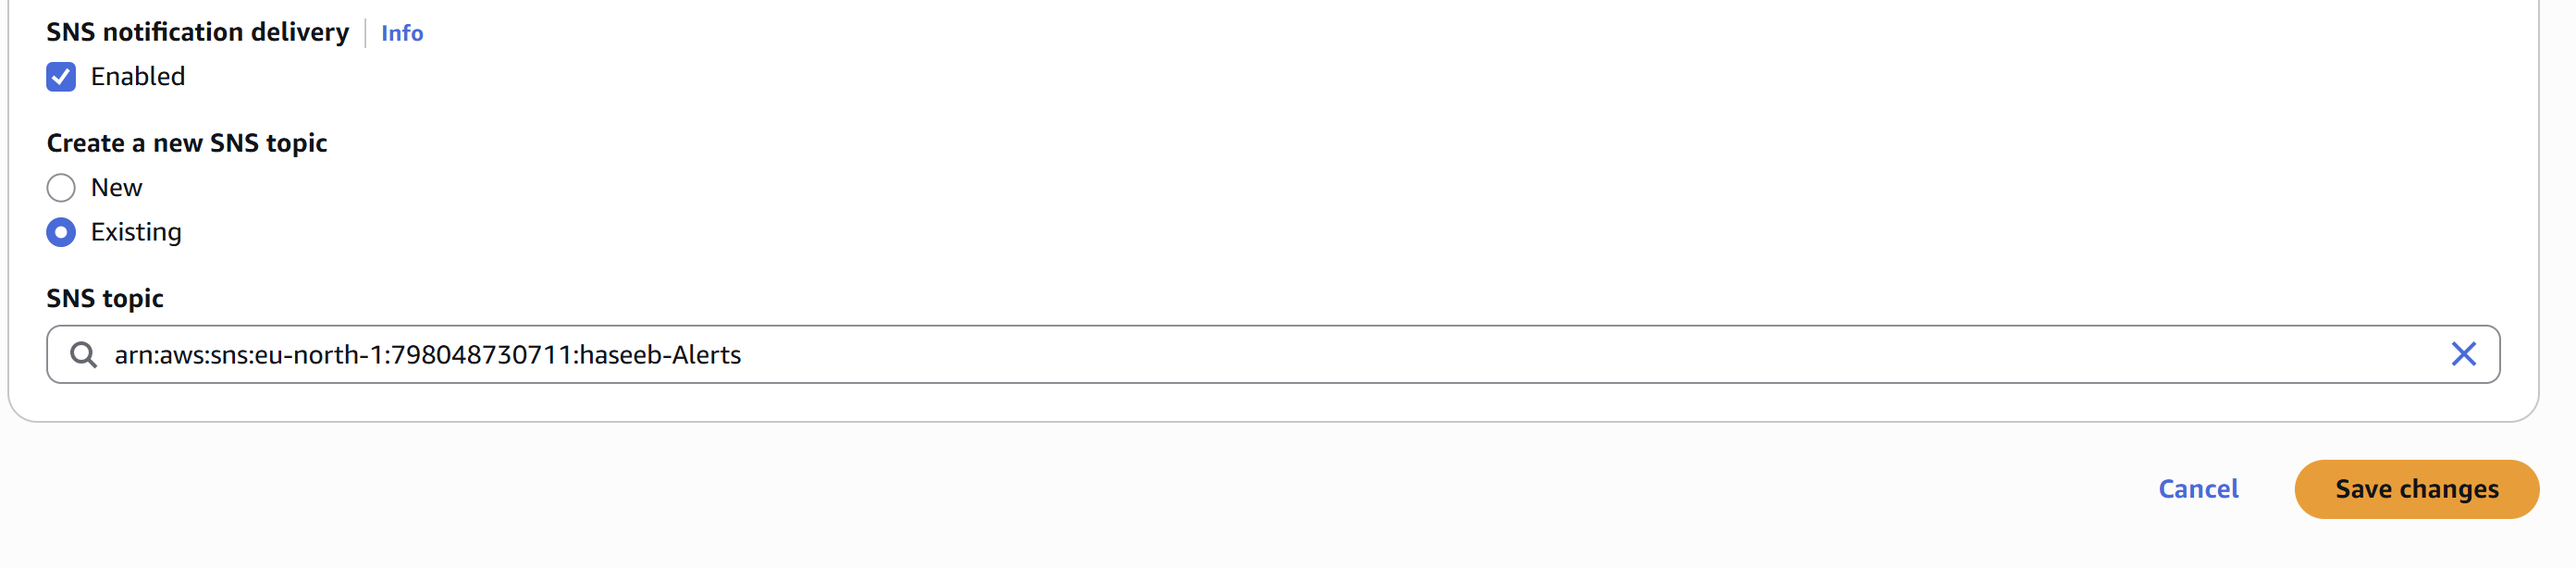 SNS notification delivery Info
Enabled
Create a new SNS topic
New
Existing
SNS topic
arn:aws:sns:eu-north-1:798048730711:haseeb-Alerts
Cancel Save changes